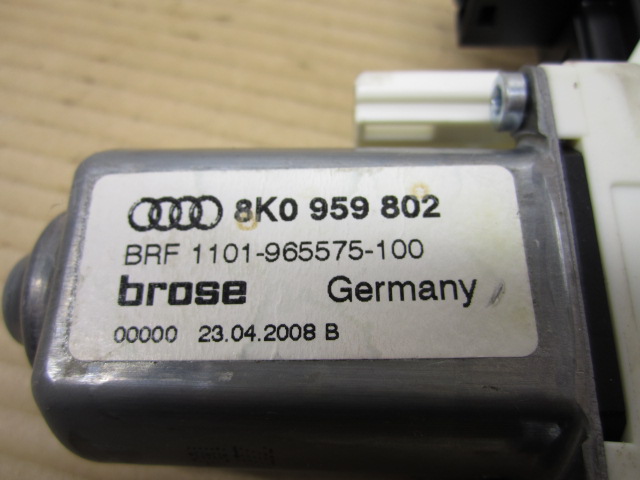 8K0 959 802
BRF 1101-965575-100
brose Germany
00000 23.04.2008 B